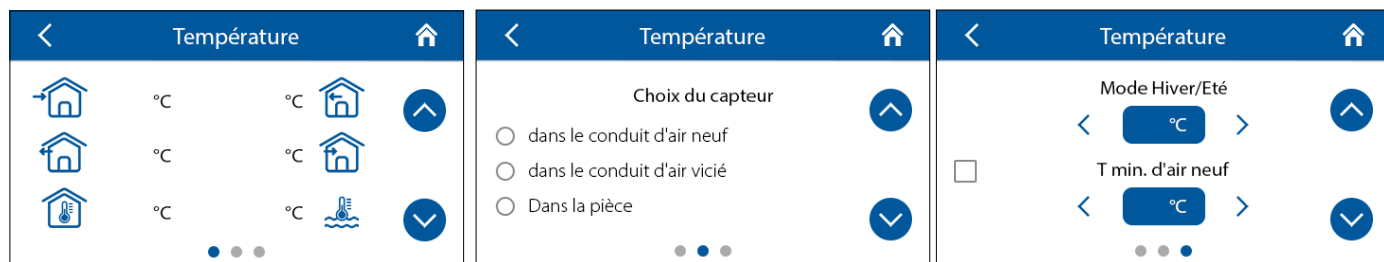 Température
°C °C
°C °C
°C °C
Température
Choix du capteur
dans le conduit d'air neuf
dans le conduit d'air vicié
Dans la pièce
Température
Mode Hiver/Eté
°C
T min. d'air neuf
°C